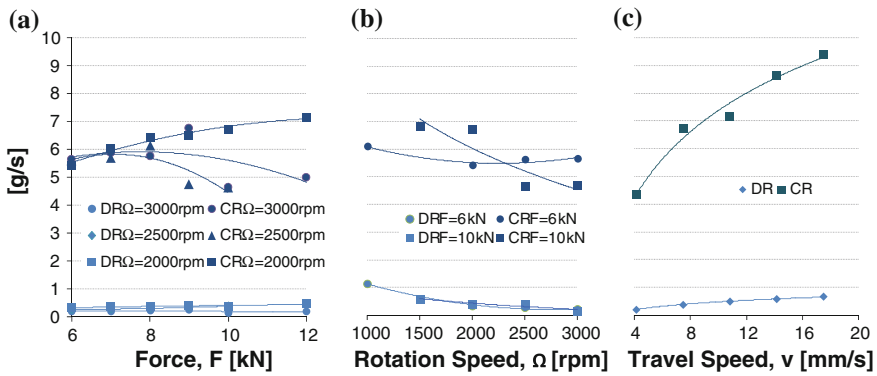 (a) (b) (c)
[g/s]
10
9
8
7
6
5
4
3
2
1
0
DRΩ=3000rpm CRΩ=3000rpm
DRΩ=2500rpm CRΩ=2500rpm
DRΩ=2000rpm CRΩ=2000rpm
6 8 10 12
Force, F [kN]
DRF=6kN CRF=6kN
DRF=10kN CRF=10kN
1000 1500 2000 2500 3000
Rotation Speed, Ω [rpm]
DR CR
4 8 12 16 20
Travel Speed, v [mm/s]